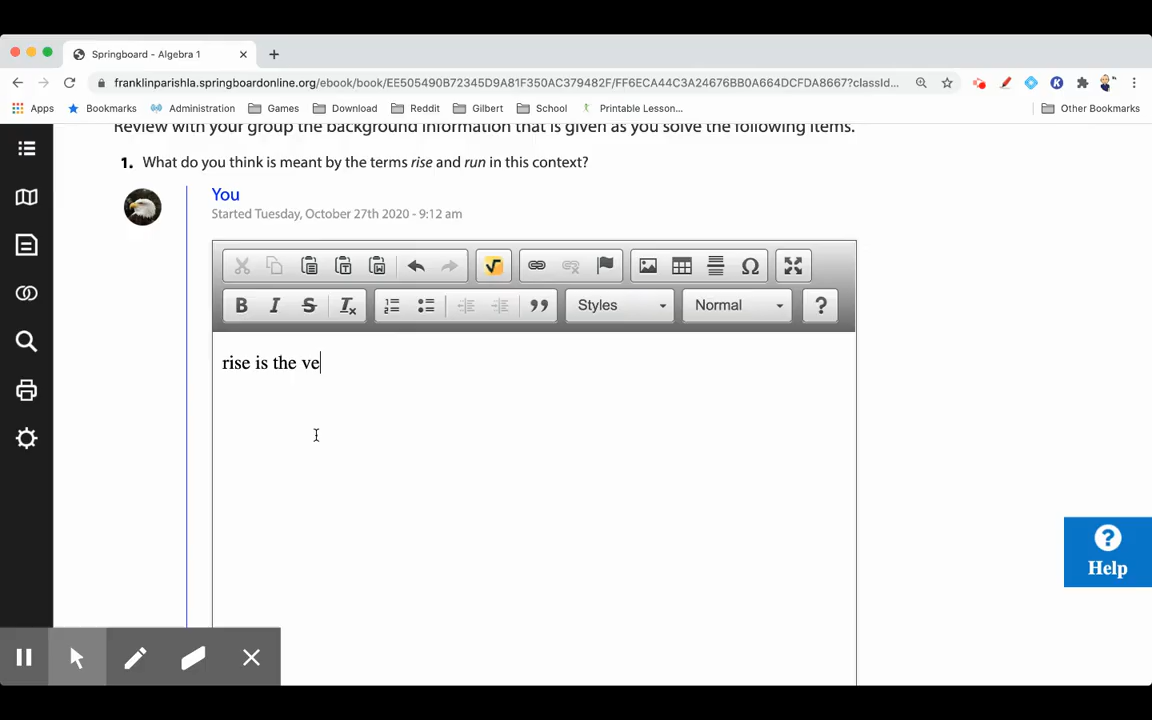 Springboard - Algebra 1
franklinparishla.springboardonline.org/ebook/book/EE505490B72345D9A81F350AC379482F/FF6ECA44C3A24676BB0A664DCFDA8667?classId...
Apps Bookmarks Administration Games Download Reddit Gilbert School Printable Lesson... Other Bookmarks
Review with your group the background information that is given as you solve the following items.
1. What do you think is meant by the terms rise and run in this context?
You
Started Tuesday, October 27th 2020 - 9:12 am
B I S Tx Styles Normal ?
rise is the ve
Help